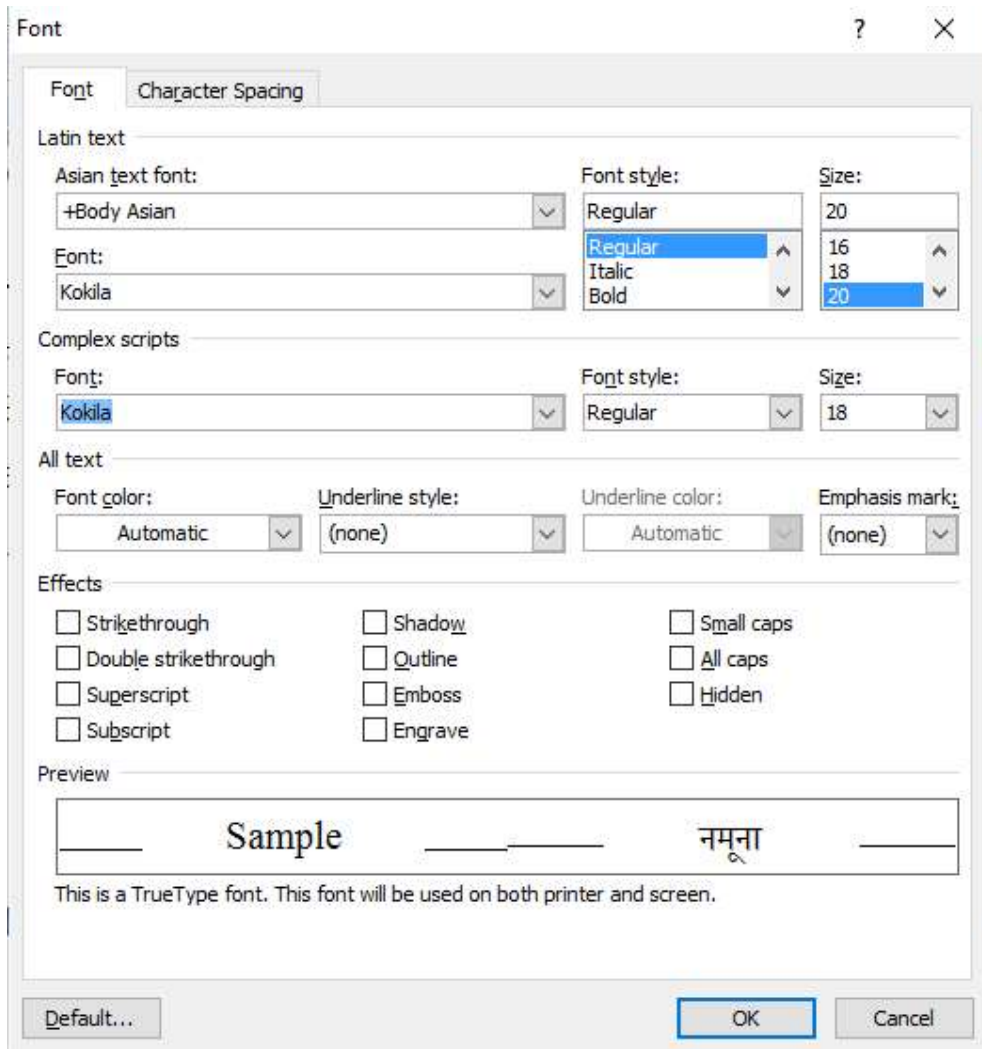 Font ?
Font Character Spacing
Latin text
Asian text font: Font style: Size:
+Body Asian Regular 20
Regular 16
Font: Italic 18
Kokila Bold 20
Complex scripts
Font: Font style: Size:
Kokila Regular 18
All text
Font color: Underline style: Underline color: Emphasis mark:
Automatic (none) Automatic (none)
Effects
Strikethrough Shadow Small caps
Double strikethrough Outline All caps
Superscript Emboss Hidden
Subscript Engrave
Preview
Sample नमूना
This is a TrueType font. This font will be used on both printer and screen.
Default... OK Cancel